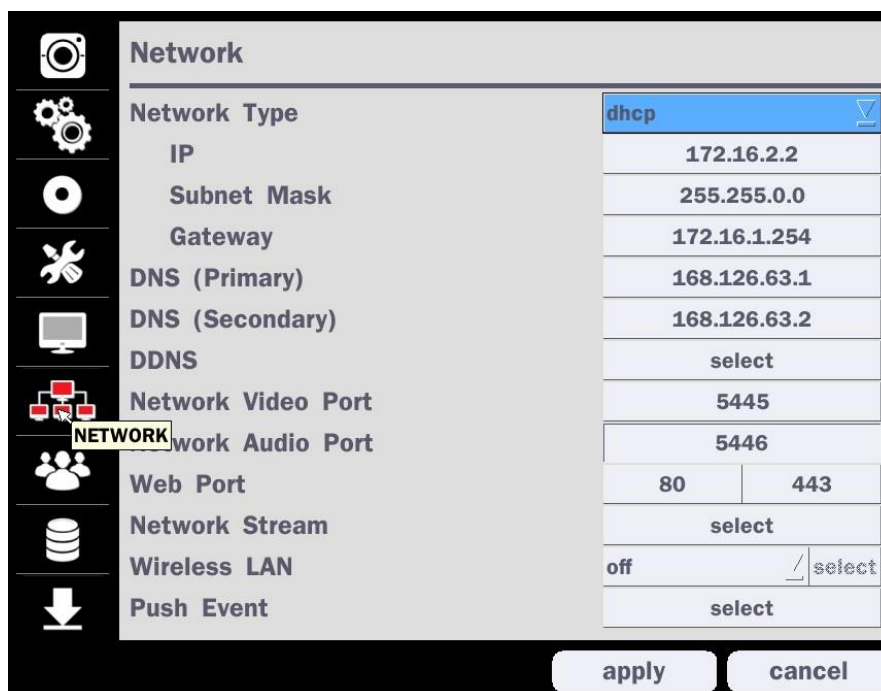 Network
Network Type dhcp
IP 172.16.2.2
Subnet Mask 255.255.0.0
Gateway 172.16.1.254
DNS (Primary) 168.126.63.1
DNS (Secondary) 168.126.63.2
DDNS select
Network Video Port 5445
NETWORK
work Audio Port 5446
Web Port 80 443
Network Stream select
Wireless LAN off select
Push Event select
apply cancel